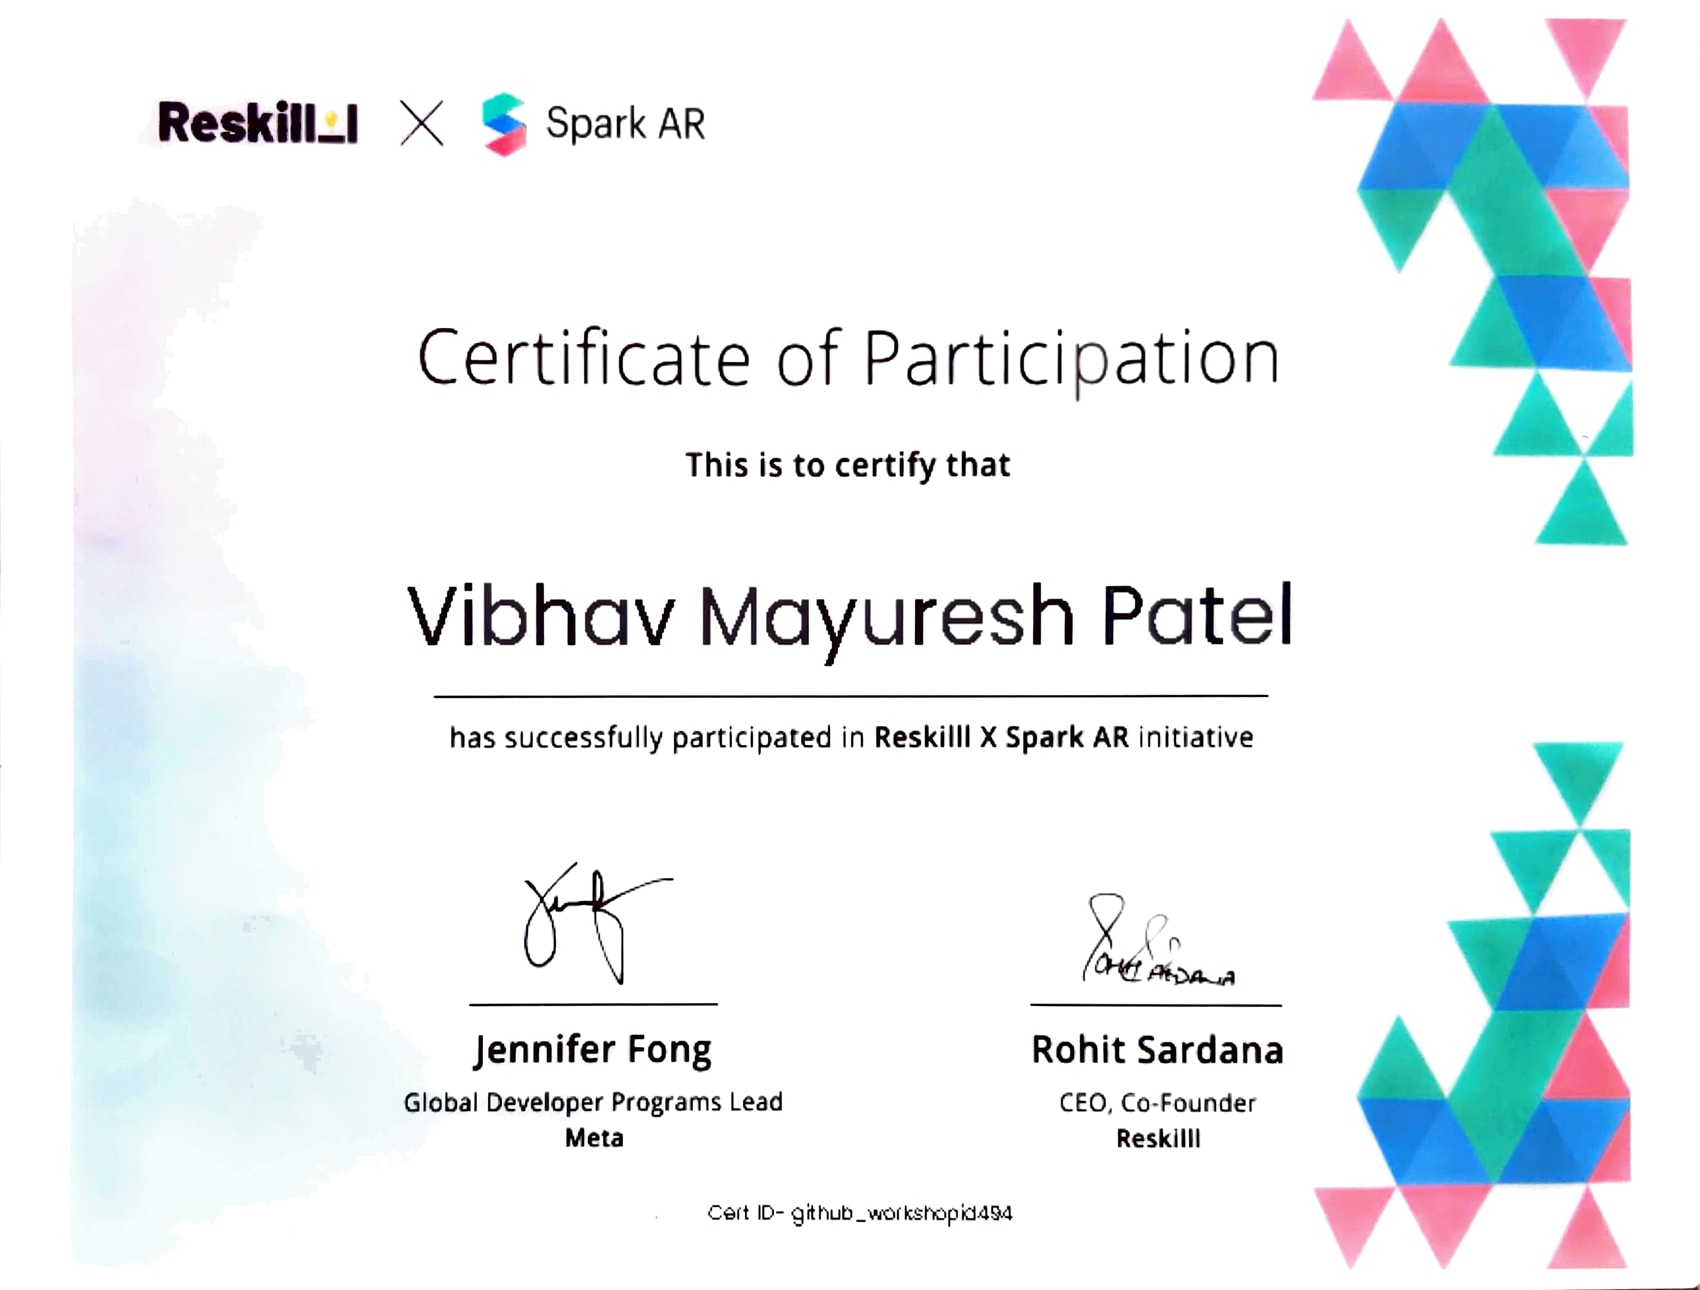 Reskill_l X Spark AR
Certificate of Participation
This is to certify that
Vibhav Mayuresh Patel
has successfully participated in Reskilll X Spark AR initiative
Jennifer Fong
Global Developer Programs Lead
Meta
Rohit Sardana
CEO, Co-Founder
Reskilll
Cert ID- github_workshopid494